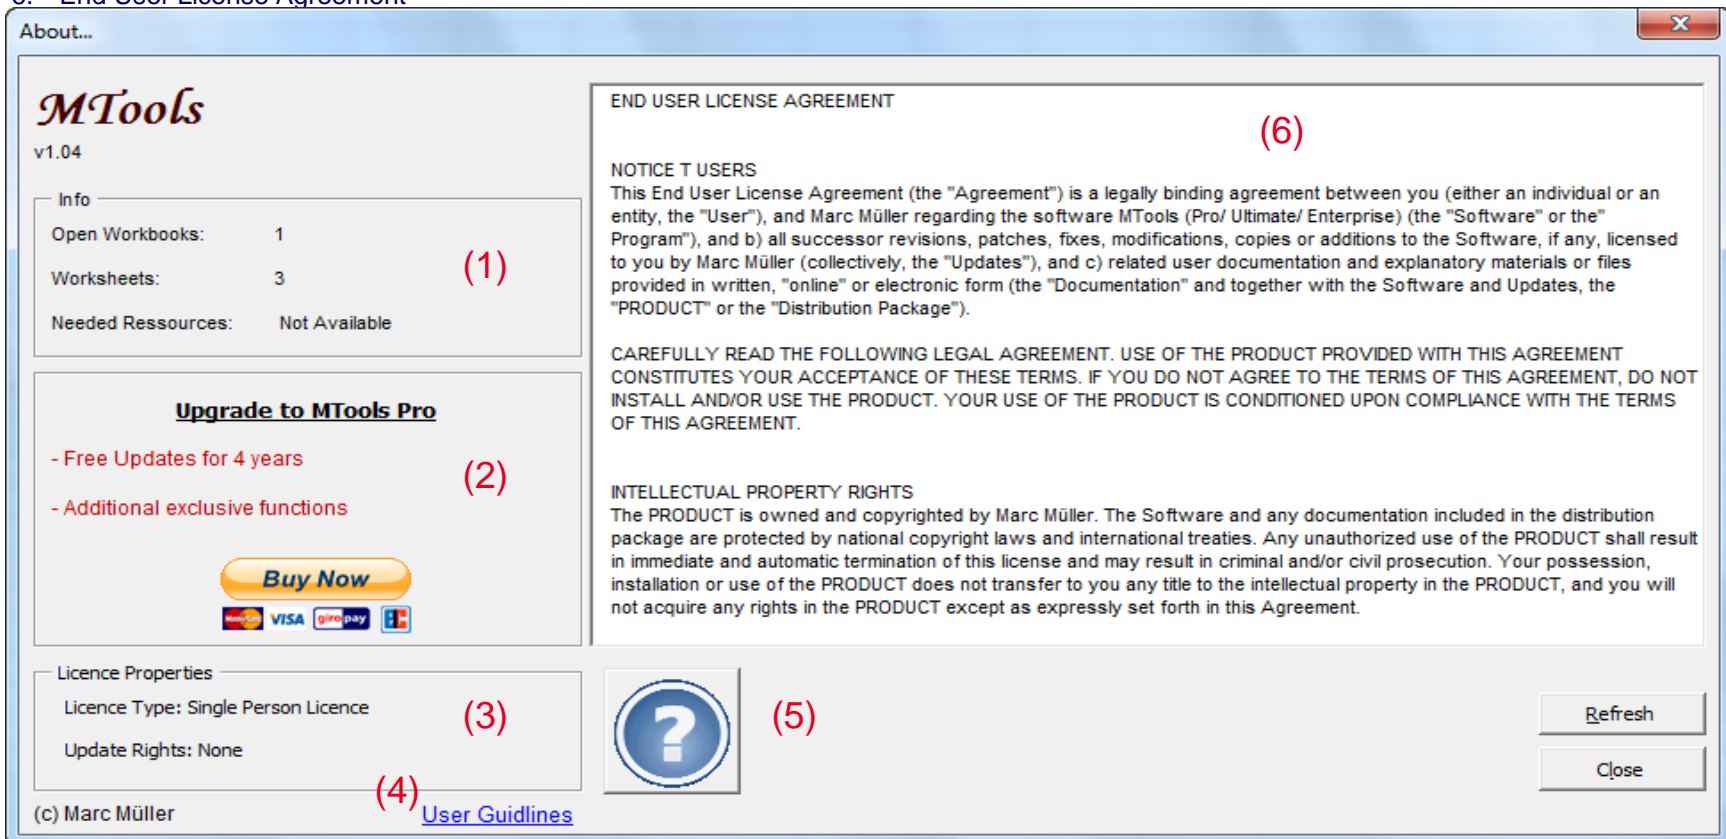 End User License Agreement
About...
MTools
v1.04
Info
Open Workbooks: 1
Worksheets: 3
Needed Ressources: Not Available
(1)
Upgrade to MTools Pro
- Free Updates for 4 years
- Additional exclusive functions
(2)
Buy Now
MasterCard VISA giropay
Licence Properties
Licence Type: Single Person Licence
Update Rights: None
(3)
(4)
(c) Marc Müller
User Guidlines
END USER LICENSE AGREEMENT
(6)
NOTICE T USERS
This End User License Agreement (the "Agreement") is a legally binding agreement between you (either an individual or an
entity, the "User"), and Marc Müller regarding the software MTools (Pro/ Ultimate/ Enterprise) (the "Software" or the"
Program"), and b) all successor revisions, patches, fixes, modifications, copies or additions to the Software, if any, licensed
to you by Marc Müller (collectively, the "Updates"), and c) related user documentation and explanatory materials or files
provided in written, "online" or electronic form (the "Documentation" and together with the Software and Updates, the
"PRODUCT" or the "Distribution Package").
CAREFULLY READ THE FOLLOWING LEGAL AGREEMENT. USE OF THE PRODUCT PROVIDED WITH THIS AGREEMENT
CONSTITUTES YOUR ACCEPTANCE OF THESE TERMS. IF YOU DO NOT AGREE TO THE TERMS OF THIS AGREEMENT, DO NOT
INSTALL AND/OR USE THE PRODUCT. YOUR USE OF THE PRODUCT IS CONDITIONED UPON COMPLIANCE WITH THE TERMS
OF THIS AGREEMENT.
INTELLECTUAL PROPERTY RIGHTS
The PRODUCT is owned and copyrighted by Marc Müller. The Software and any documentation included in the distribution
package are protected by national copyright laws and international treaties. Any unauthorized use of the PRODUCT shall result
in immediate and automatic termination of this license and may result in criminal and/or civil prosecution. Your possession,
installation or use of the PRODUCT does not transfer to you any title to the intellectual property in the PRODUCT, and you will
not acquire any rights in the PRODUCT except as expressly set forth in this Agreement.
?
(5)
Refresh
Close